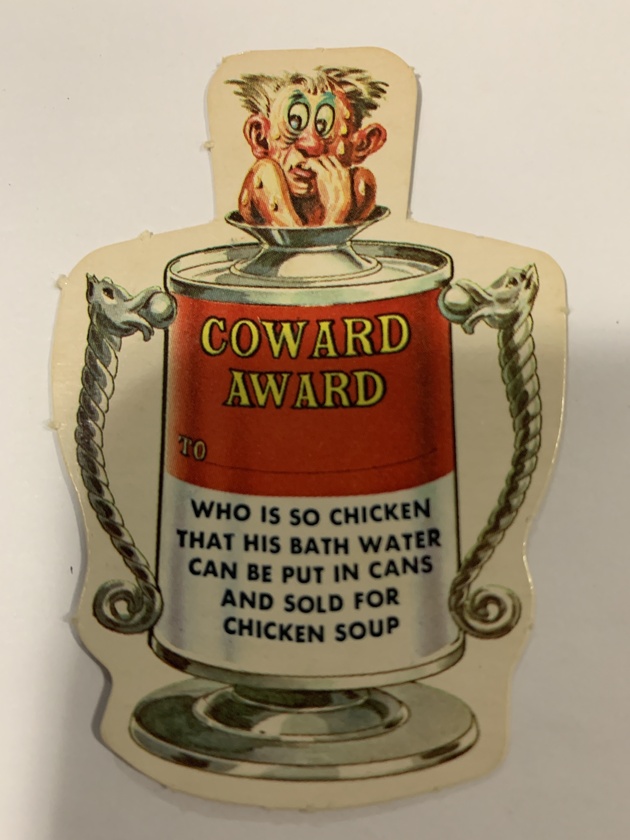 COWARD
AWARD
TO
WHO IS SO CHICKEN
THAT HIS BATH WATER
CAN BE PUT IN CANS
AND SOLD FOR
CHICKEN SOUP